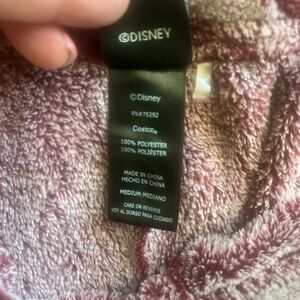 ©DISNEY
©Disney
RN#76292
Costco®
100% POLYESTER
100% POLIÉSTER
MADE IN CHINA
HECHO EN CHINA
MEDIUM/MEDIANO
CARE ON REVERSE
VER AL DORSO PARA CUIDADO